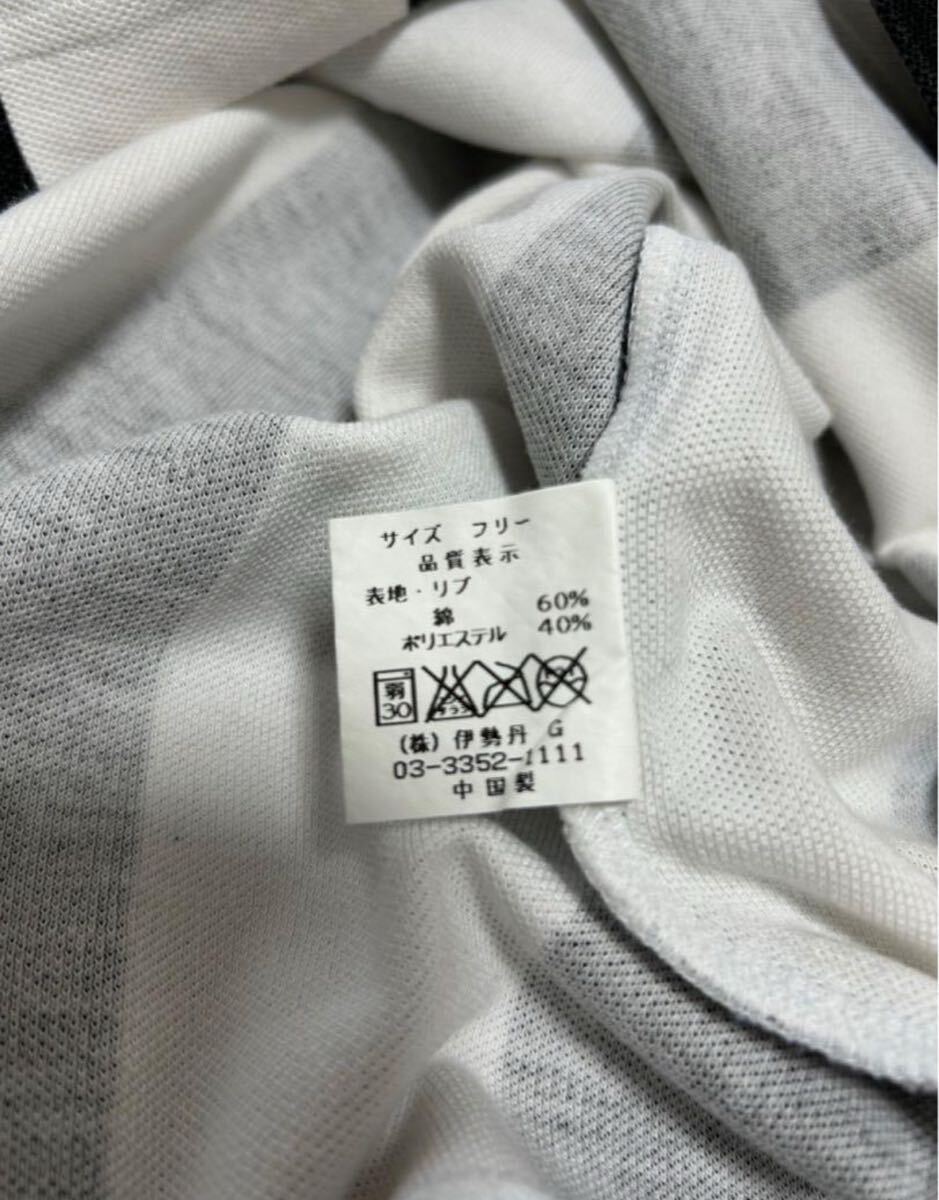 サイズ フリー
品質表示
表地・リブ
綿 60%
ポリエステル 40%
弱
30
(株)伊勢丹 G
03-3352-1111
中国製